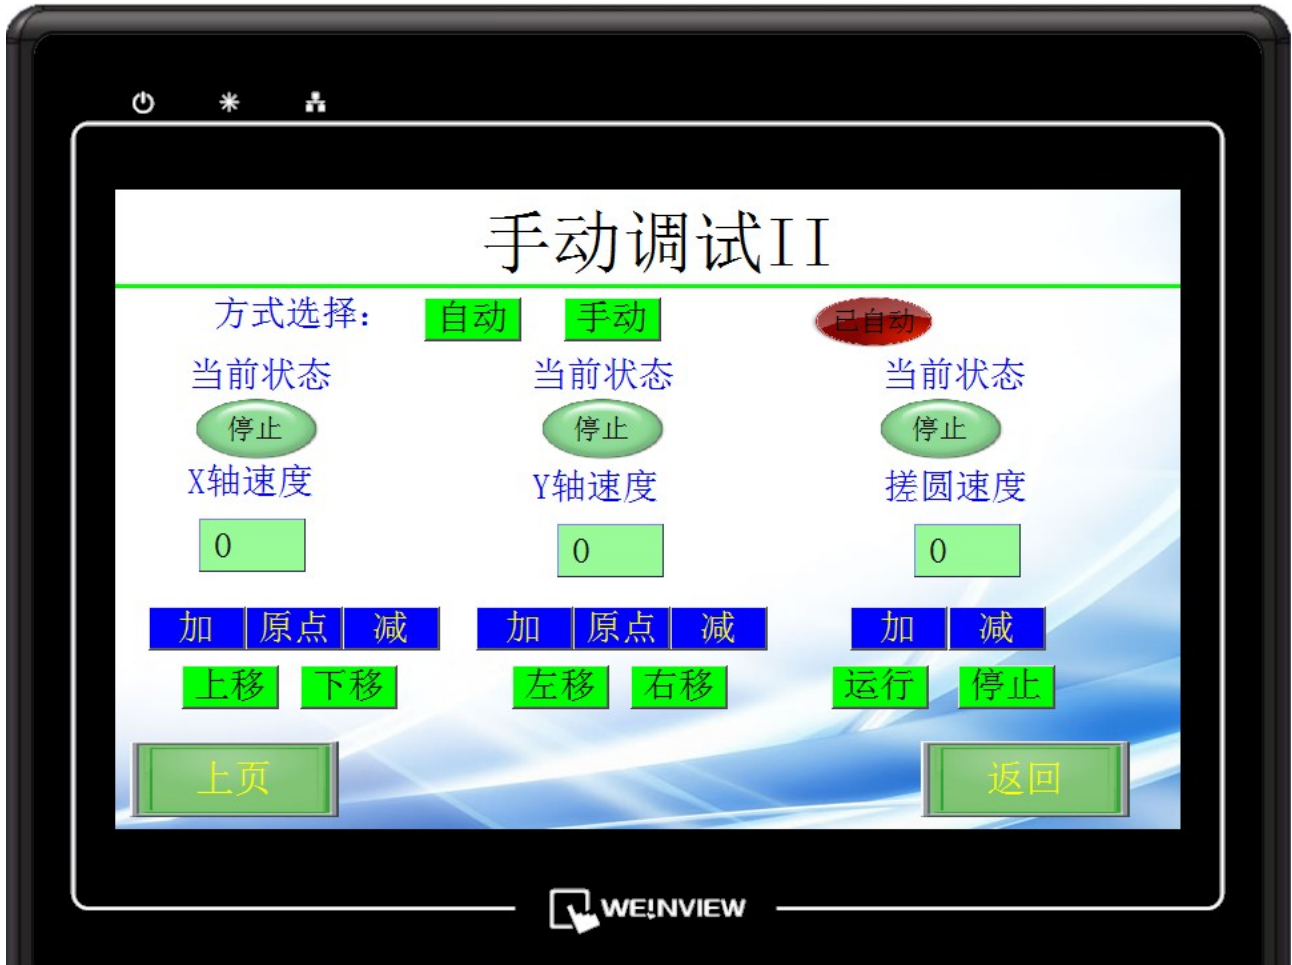 手动调试II
方式选择: 自动 手动 已自动
当前状态 当前状态 当前状态
停止 停止 停止
X轴速度 Y轴速度 搓圆速度
0 0 0
加 原点 减 加 原点 减 加 减
上移 下移 左移 右移 运行 停止
上页 返回
WE!NVIEW